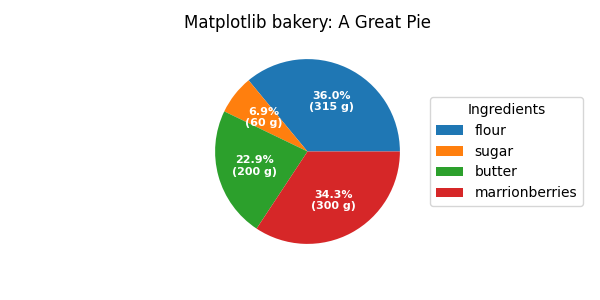 Matplotlib bakery: A Great Pie
36.0%
(315 g)
6.9%
(60 g)
22.9%
(200 g)
34.3%
(300 g)
Ingredients
flour
sugar
butter
marrionberries